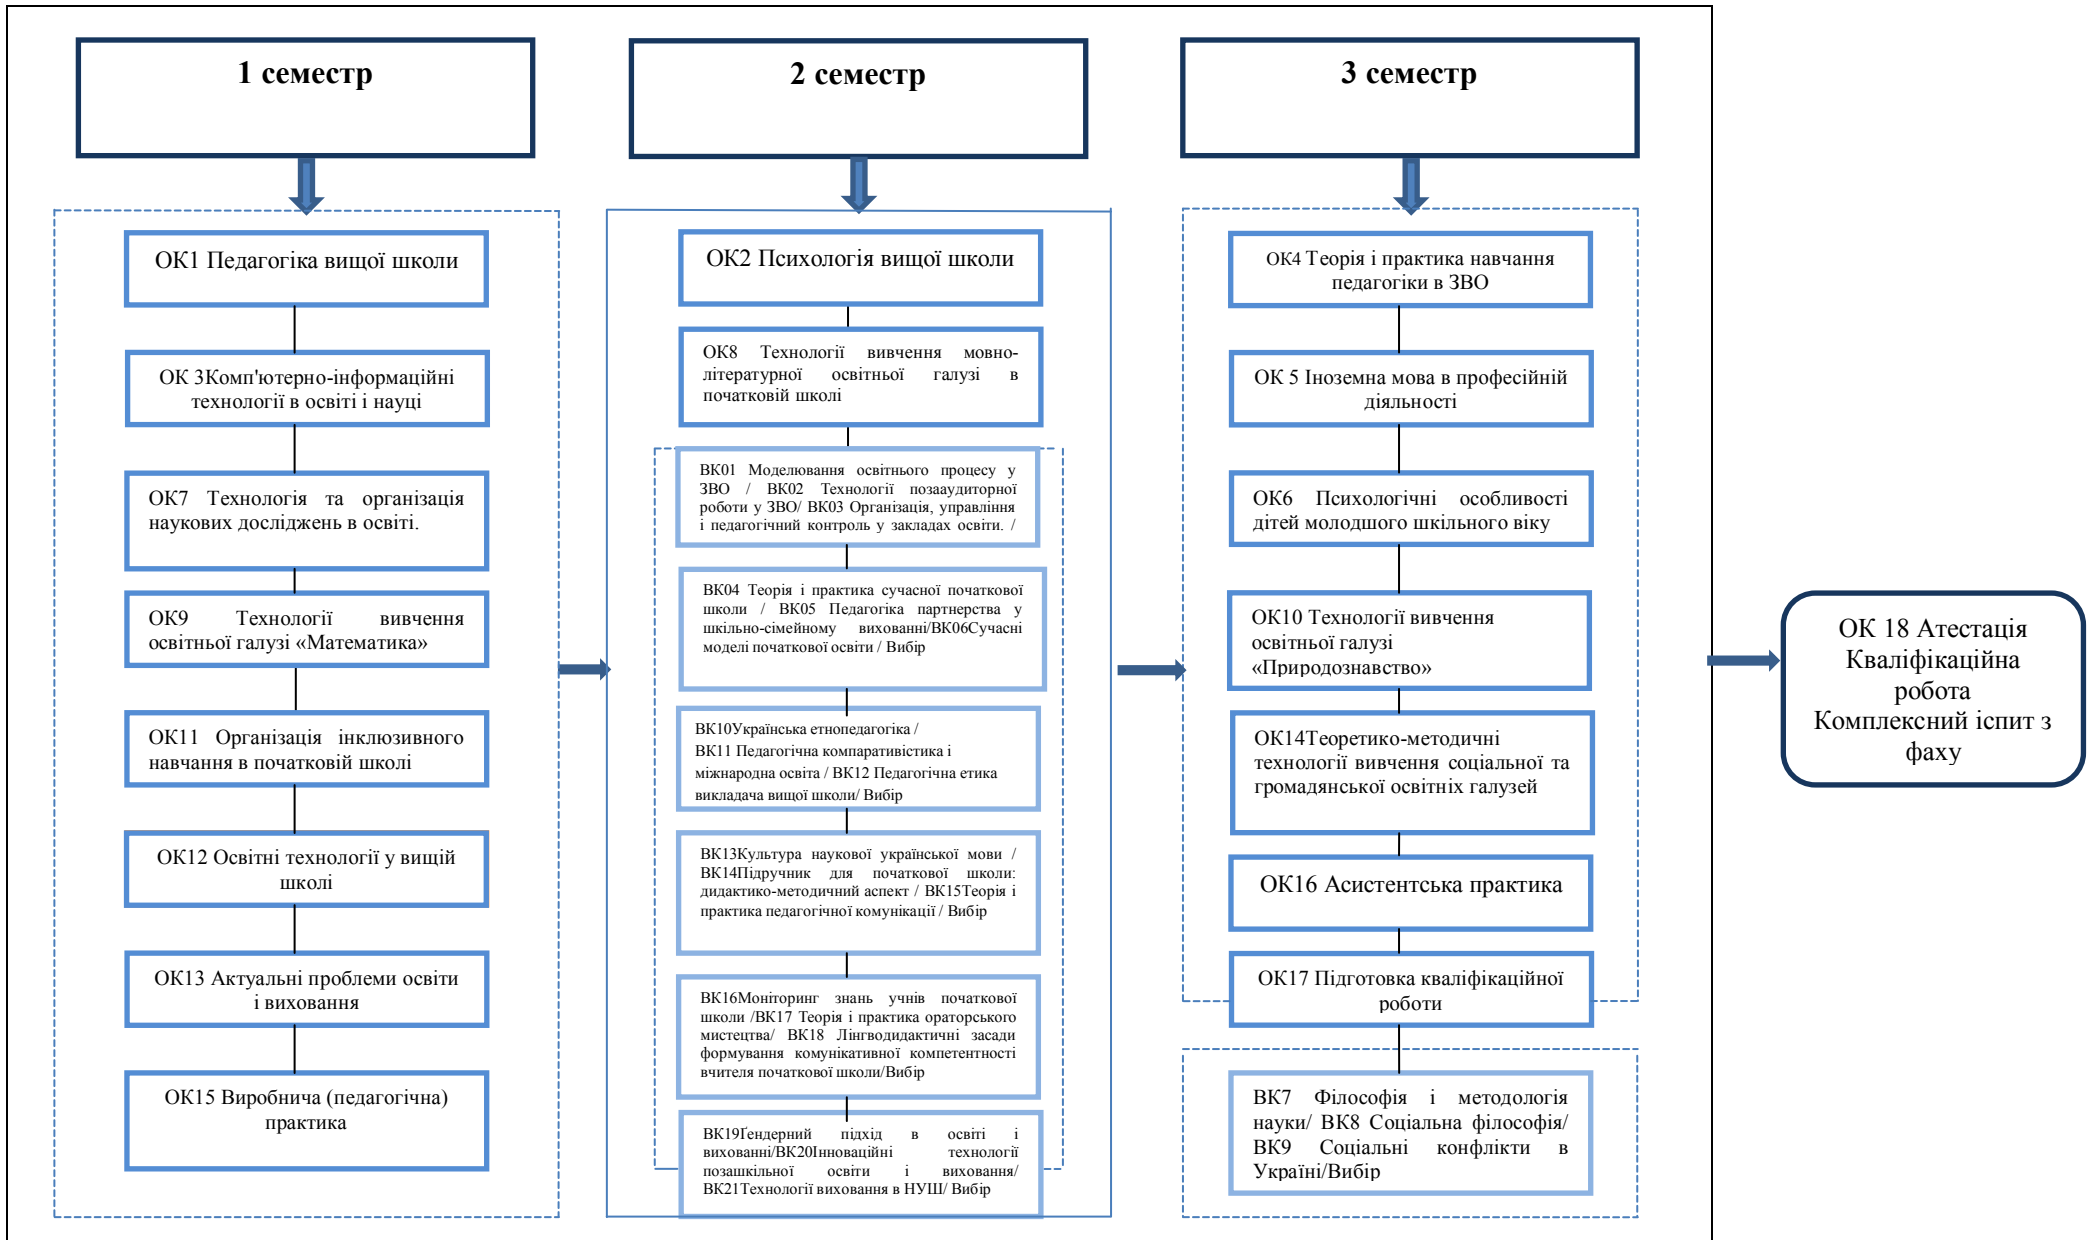 1 семестр
2 семестр
3 семестр
ОК1 Педагогіка вищої школи
ОК 3Комп'ютерно-інформаційні
технології в освіті і науці
ОК7 Технологія та організація
наукових досліджень в освіті.
ОК9 Технології вивчення
освітньої галузі «Математика»
ОК11 Організація інклюзивного
навчання в початковій школі
ОК12 Освітні технології у вищій
школі
ОК13 Актуальні проблеми освіти
і виховання
ОК15 Виробнича (педагогічна)
практика
ОК2 Психологія вищої школи
ОК8 Технології вивчення мовно-
літературної освітньої галузі в
початковій школі
ВК01 Моделювання освітнього процесу у
ЗВО / ВК02 Технології позааудиторної
роботи у ЗВО/ ВК03 Організація, управління
і педагогічний контроль у закладах освіти. /
ВК04 Теорія і практика сучасної початкової
школи / ВК05 Педагогіка партнерства у
шкільно-сімейному вихованні/ВК06Сучасні
моделі початкової освіти / Вибір
ВК10Українська етнопедагогіка /
ВК11 Педагогічна компаративістика і
міжнародна освіта / ВК12 Педагогічна етика
викладача вищої школи/ Вибір
ВК13Культура наукової української мови /
ВК14Підручник для початкової школи:
дидактико-методичний аспект / ВК15Теорія і
практика педагогічної комунікації / Вибір
ВК16Моніторинг знань учнів початкової
школи /ВК17 Теорія і практика ораторського
мистецтва/ ВК18 Лінгводидактичні засади
формування комунікативної компетентності
вчителя початкової школи/Вибір
ВК19Ґендерний підхід в освіті і
вихованні/ВК20Інноваційні технології
позашкільної освіти і виховання/
ВК21Технології виховання в НУШ/ Вибір
ОК4 Теорія і практика навчання
педагогіки в ЗВО
ОК 5 Іноземна мова в професійній
діяльності
ОК6 Психологічні особливості
дітей молодшого шкільного віку
ОК10 Технології вивчення
освітньої галузі
«Природознавство»
ОК14Теоретико-методичні
технології вивчення соціальної та
громадянської освітніх галузей
ОК16 Асистентська практика
ОК17 Підготовка кваліфікаційної
роботи
ВК7 Філософія і методологія
науки/ ВК8 Соціальна філософія/
ВК9 Соціальні конфлікти в
Україні/Вибір
ОК 18 Атестація
Кваліфікаційна
робота
Комплексний іспит з
фаху